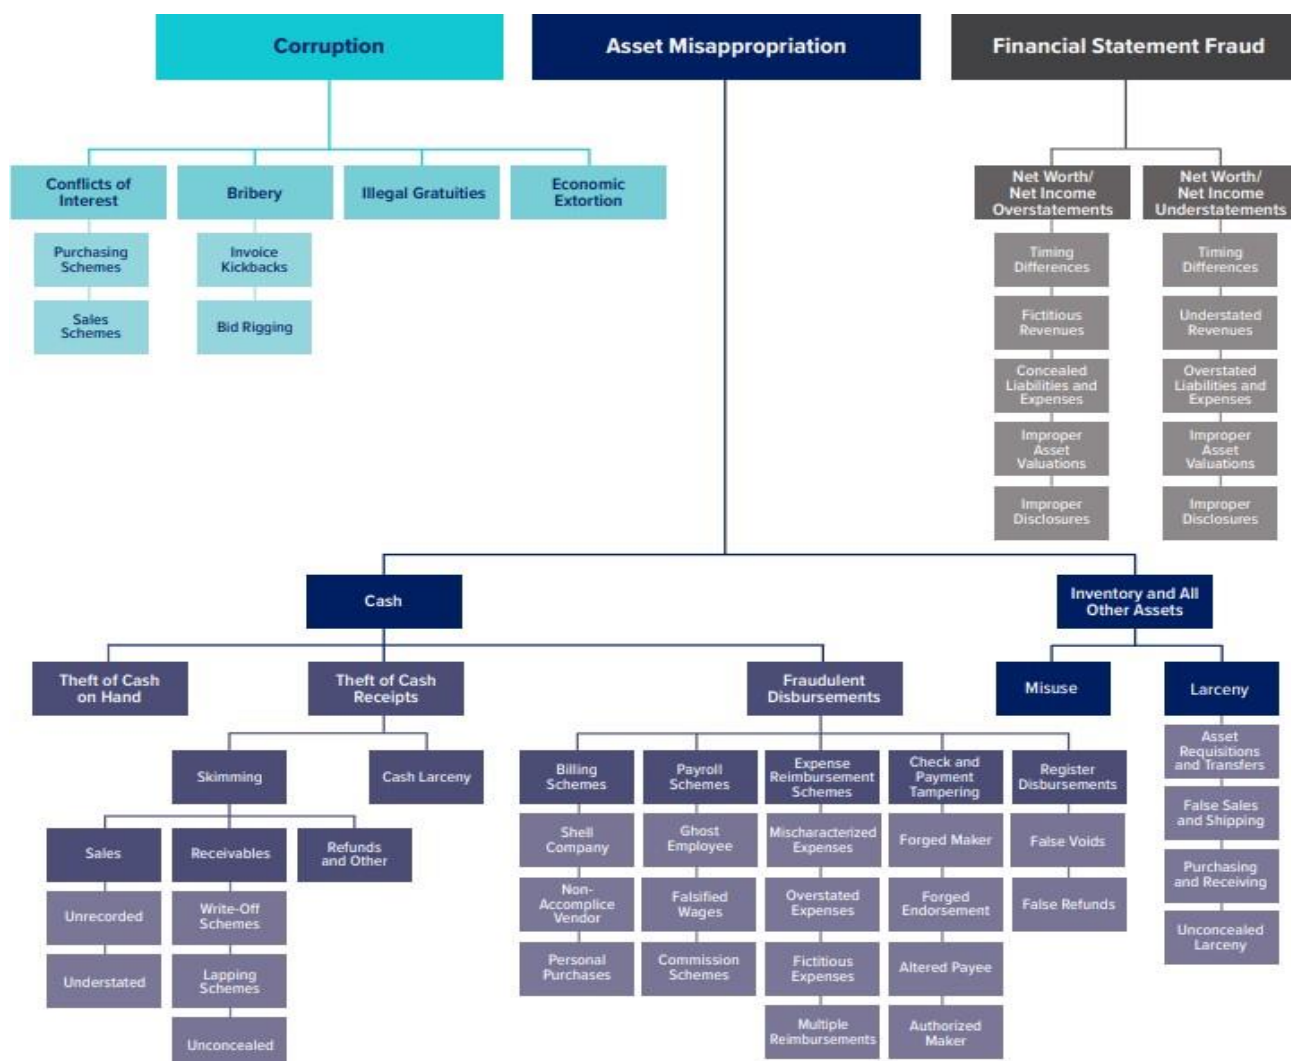 Corruption
Asset Misappropriation
Financial Statement Fraud
Conflicts of
Interest
Bribery
Illegal Gratuities
Economic
Extortion
Purchasing
Schemes
Sales
Schemes
Invoice
Kickbacks
Bid Rigging
Net Worth/
Net Income
Overstatements
Net Worth/
Net Income
Understatements
Timing
Differences
Fictitious
Revenues
Concealed
Liabilities and
Expenses
Improper
Asset
Valuations
Improper
Disclosures
Timing
Differences
Understated
Revenues
Overstated
Liabilities and
Expenses
Improper
Asset
Valuations
Improper
Disclosures
Cash
Inventory and All
Other Assets
Theft of Cash
on Hand
Theft of Cash
Receipts
Fraudulent
Disbursements
Misuse
Larceny
Skimming
Cash Larceny
Sales
Receivables
Refunds
and Other
Unrecorded
Understated
Write-Off
Schemes
Lapping
Schemes
Unconcealed
Billing
Schemes
Shell
Company
Non-
Accomplice
Vendor
Personal
Purchases
Payroll
Schemes
Ghost
Employee
Falsified
Wages
Commission
Schemes
Expense
Reimbursement
Schemes
Mischaracterized
Expenses
Overstated
Expenses
Fictitious
Expenses
Multiple
Reimbursements
Check and
Payment
Tampering
Forged Maker
Forged
Endorsement
Altered Payee
Authorized
Maker
Register
Disbursements
False Voids
False Refunds
Asset
Requisitions
and Transfers
False Sales
and Shipping
Purchasing
and Receiving
Unconcealed
Larceny